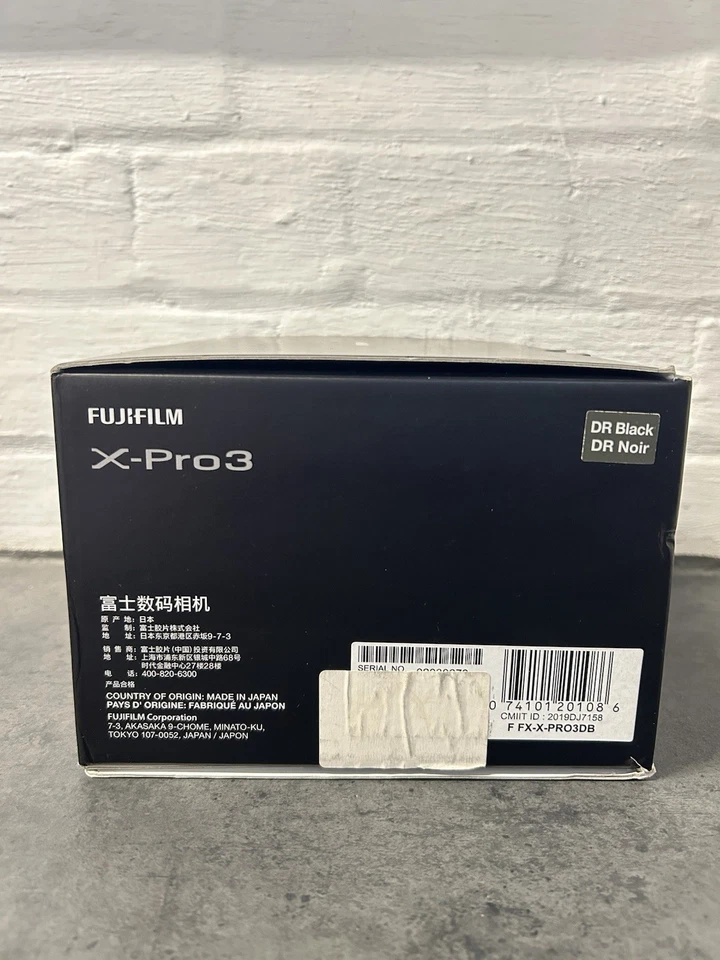 FUJIFILM
X-Pro3
DR Black
DR Noir
富士数码相机
原 产 地: 日本
监 制: 富士胶片株式会社
地 址: 日本东京都港区赤坂9-7-3
销 售 商: 富士胶片 (中国) 投资有限公司
地 址: 上海市浦东新区银城中路68号
时代金融中心27楼28楼
电 话: 400-820-6300
产品合格
COUNTRY OF ORIGIN: MADE IN JAPAN
PAYS D' ORIGINE: FABRIQUÉ AU JAPON
FUJIFILM Corporation
7-3, AKASAKA 9-CHOME, MINATO-KU,
TOKYO 107-0052, JAPAN / JAPON
SERIAL NO.
0 74101 20108 6
CMIIT ID : 2019DJ7158
F FX-X-PRO3DB